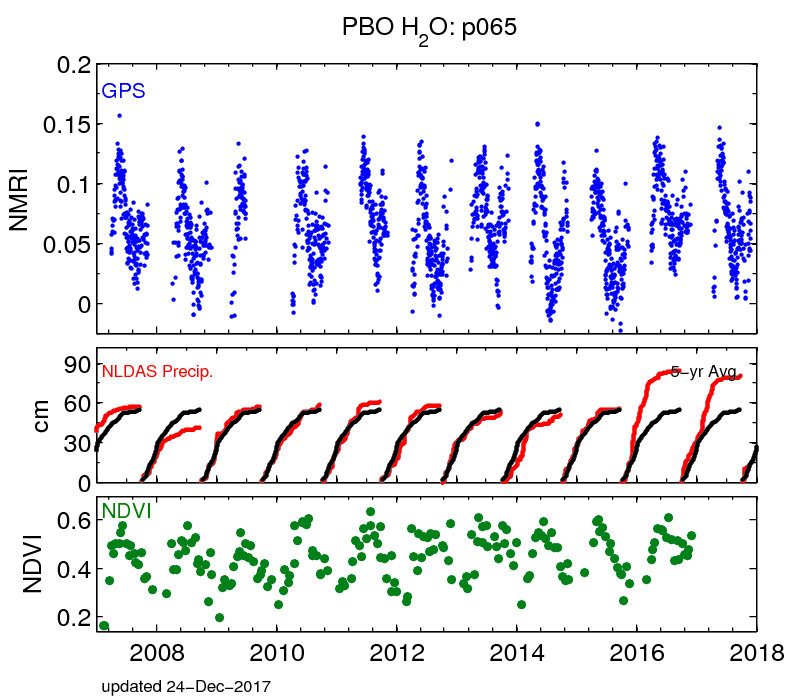 PBO H2O: p065
0.2
GPS
0.15
0.1
0.05
0
NMRI
NLDAS Precip.
5-yr Avg.
90
60
30
0
cm
NDVI
0.6
0.4
0.2
NDVI
2008 2010 2012 2014 2016 2018
updated 24-Dec-2017